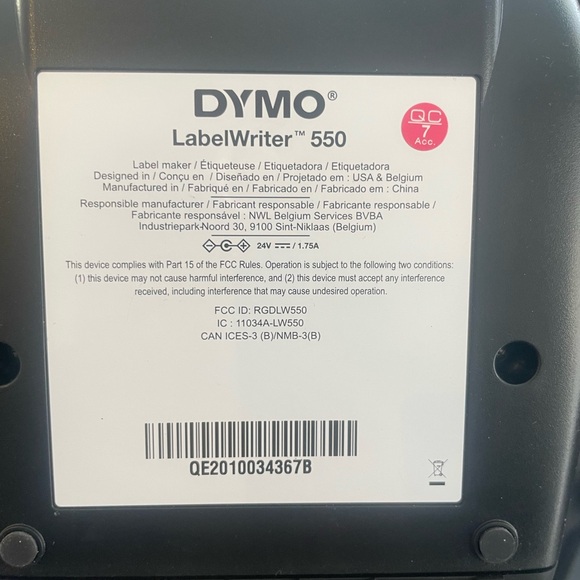 DYMO®
LabelWriter™ 550
QC
7
Acc.
Label maker / Étiqueteuse / Etiquetadora / Etiquetadora
Designed in / Conçu en / Diseñado en / Projetado em : USA & Belgium
Manufactured in / Fabriqué en / Fabricado en / Fabricado em : China
Responsible manufacturer / Fabricant responsable / Fabricante responsable /
Fabricante responsável : NWL Belgium Services BVBA
Industriepark-Noord 30, 9100 Sint-Niklaas (Belgium)
24V ⎓ / 1.75A
This device complies with Part 15 of the FCC Rules. Operation is subject to the following two conditions:
(1) this device may not cause harmful interference, and (2) this device must accept any interference
received, including interference that may cause undesired operation.
FCC ID: RGDLW550
IC : 11034A-LW550
CAN ICES-3 (B)/NMB-3(B)
QE2010034367B